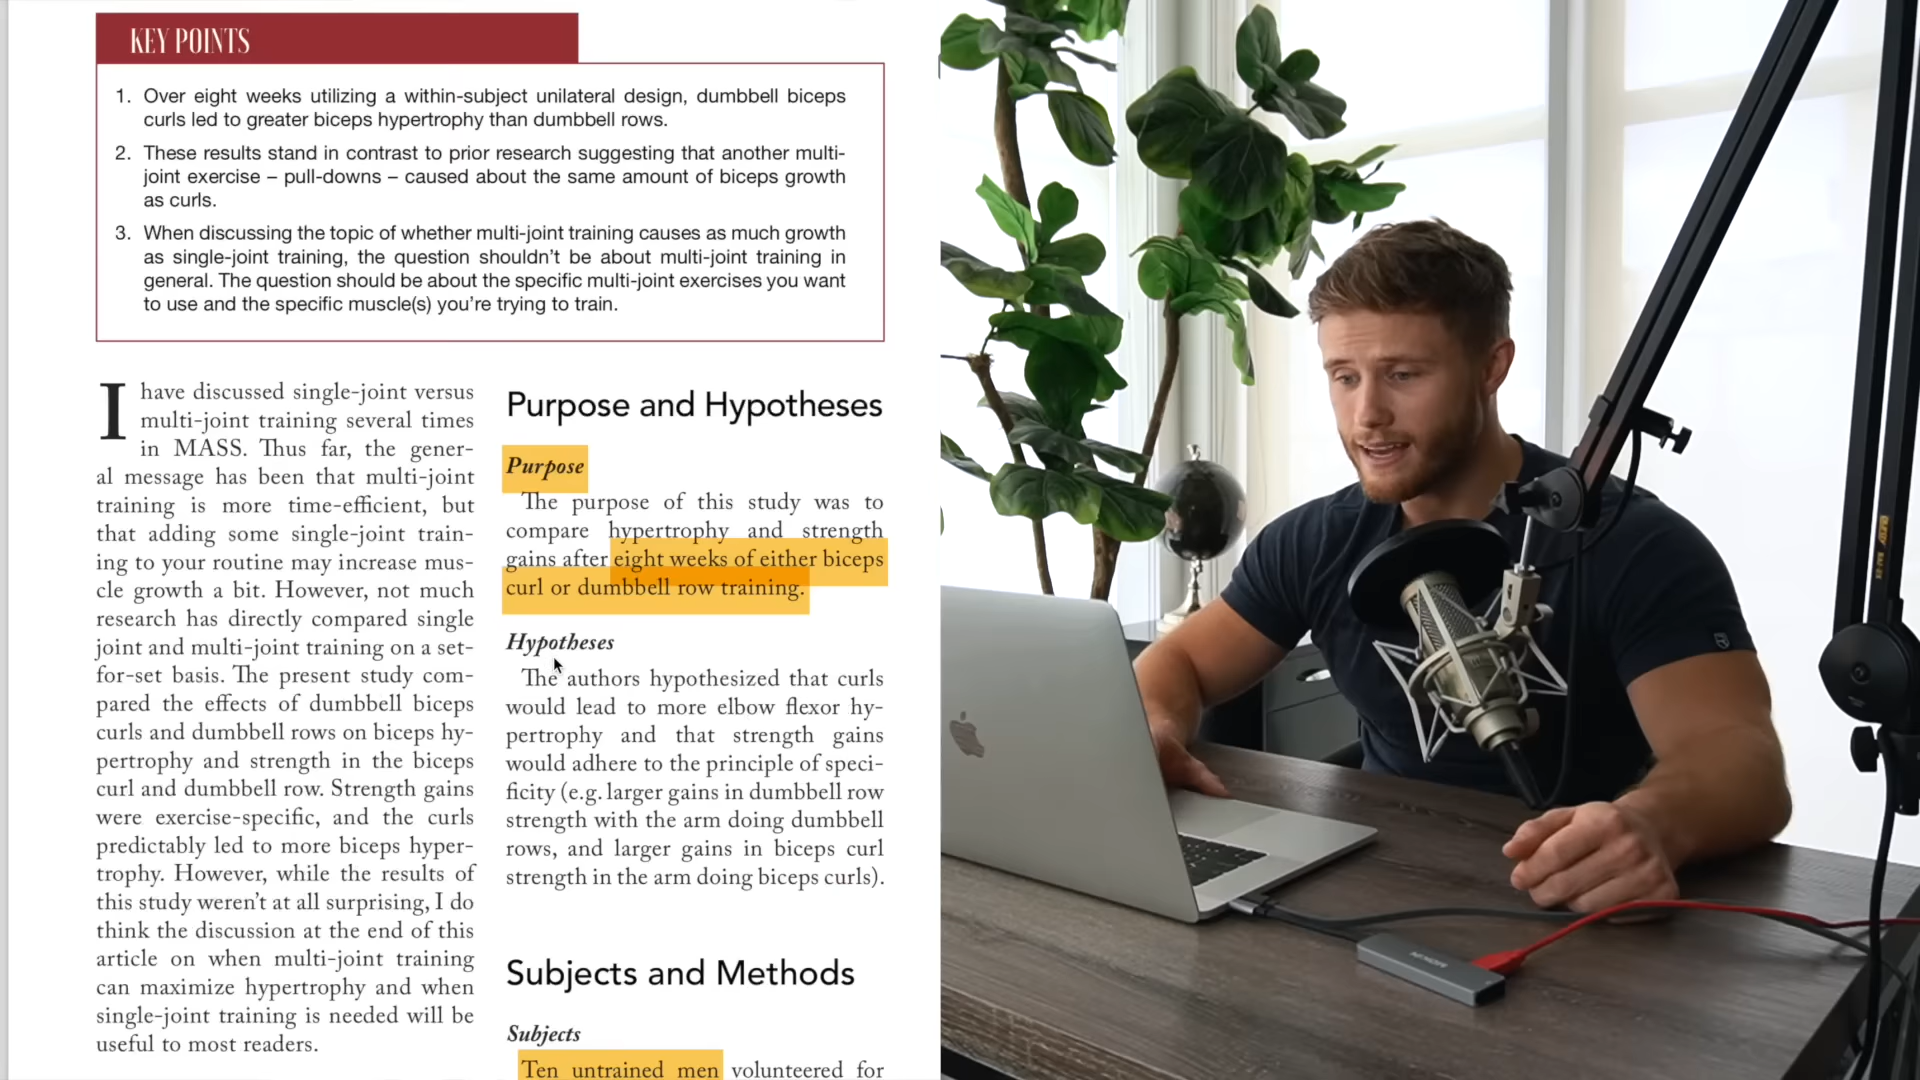 KEY POINTS
1. Over eight weeks utilizing a within-subject unilateral design, dumbbell biceps
curls led to greater biceps hypertrophy than dumbbell rows.
2. These results stand in contrast to prior research suggesting that another multi-
joint exercise – pull-downs – caused about the same amount of biceps growth
as curls.
3. When discussing the topic of whether multi-joint training causes as much growth
as single-joint training, the question shouldn't be about multi-joint training in
general. The question should be about the specific multi-joint exercises you want
to use and the specific muscle(s) you're trying to train.
I have discussed single-joint versus
multi-joint training several times
in MASS. Thus far, the gener-
al message has been that multi-joint
training is more time-efficient, but
that adding some single-joint train-
ing to your routine may increase mus-
cle growth a bit. However, not much
research has directly compared single
joint and multi-joint training on a set-
for-set basis. The present study com-
pared the effects of dumbbell biceps
curls and dumbbell rows on biceps hy-
pertrophy and strength in the biceps
curl and dumbbell row. Strength gains
were exercise-specific, and the curls
predictably led to more biceps hyper-
trophy. However, while the results of
this study weren't at all surprising, I do
think the discussion at the end of this
article on when multi-joint training
can maximize hypertrophy and when
single-joint training is needed will be
useful to most readers.
Purpose and Hypotheses
Purpose
The purpose of this study was to
compare hypertrophy and strength
gains after eight weeks of either biceps
curl or dumbbell row training.
Hypotheses
The authors hypothesized that curls
would lead to more elbow flexor hy-
pertrophy and that strength gains
would adhere to the principle of speci-
ficity (e.g. larger gains in dumbbell row
strength with the arm doing dumbbell
rows, and larger gains in biceps curl
strength in the arm doing biceps curls).
Subjects and Methods
Subjects
Ten untrained men volunteered for